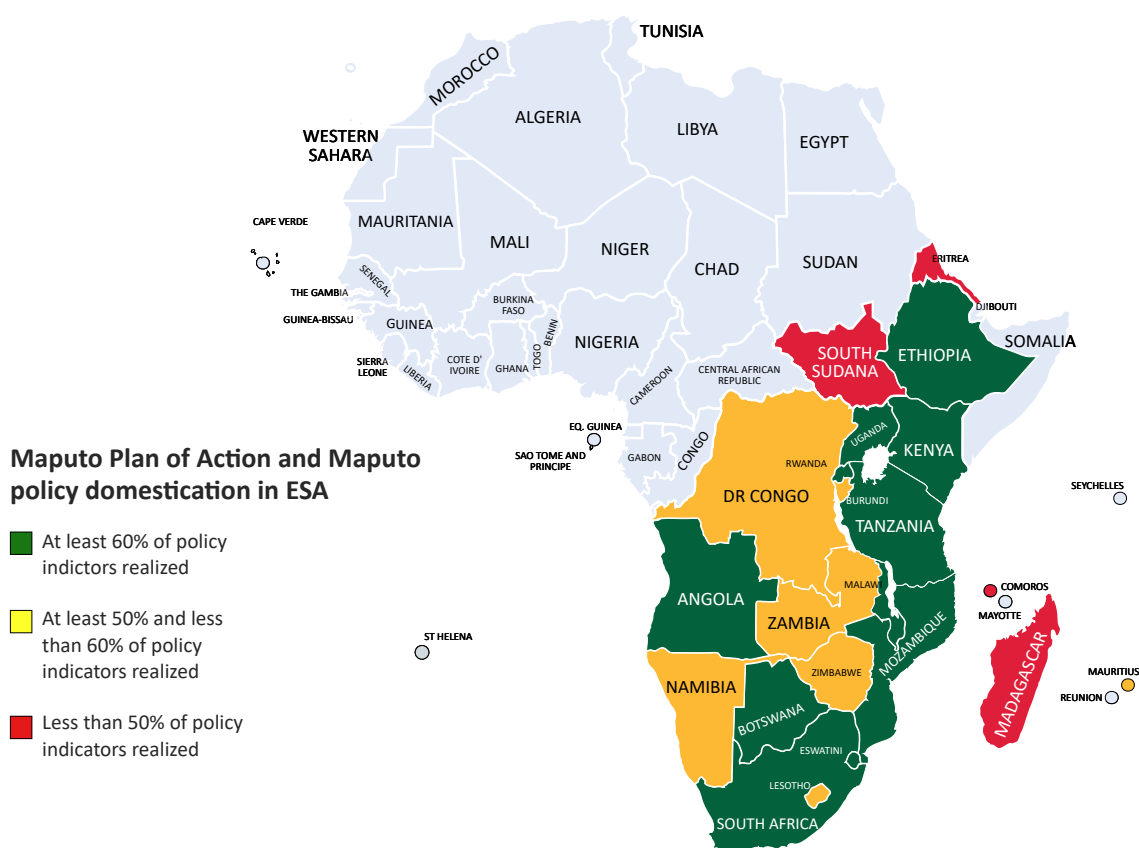 TUNISIA
MOROCCO
ALGERIA
LIBYA
EGYPT
WESTERN
SAHARA
CAPE VERDE
MAURITANIA
MALI
NIGER
CHAD
SUDAN
ERITREA
SENEGAL
THE GAMBIA
GUINEA-BISSAU
GUINEA
BURKINA
FASO
BENIN
DJIBOUTI
NIGERIA
SOUTH
SUDANA
ETHIOPIA
SOMALIA
SIERRA
LEONE
LIBERIA
COTE D'
IVOIRE
GHANA
TOGO
CAMEROON
CENTRAL AFRICAN
REPUBLIC
EQ. GUINEA
SAO TOME AND
PRINCIPE
GABON
CONGO
UGANDA
KENYA
RWANDA
DR CONGO
BURUNDI
TANZANIA
SEYCHELLES
Maputo Plan of Action and Maputo
policy domestication in ESA
At least 60% of policy
indictors realized
At least 50% and less
than 60% of policy
indicators realized
Less than 50% of policy
indicators realized
ANGOLA
MALAW
ZAMBIA
COMOROS
MAYOTTE
MOZAMBIQUE
ST HELENA
ZIMBABWE
NAMIBIA
MADAGASCAR
MAURITIUS
REUNION
BOTSWANA
ESWATINI
LESOTHO
SOUTH AFRICA